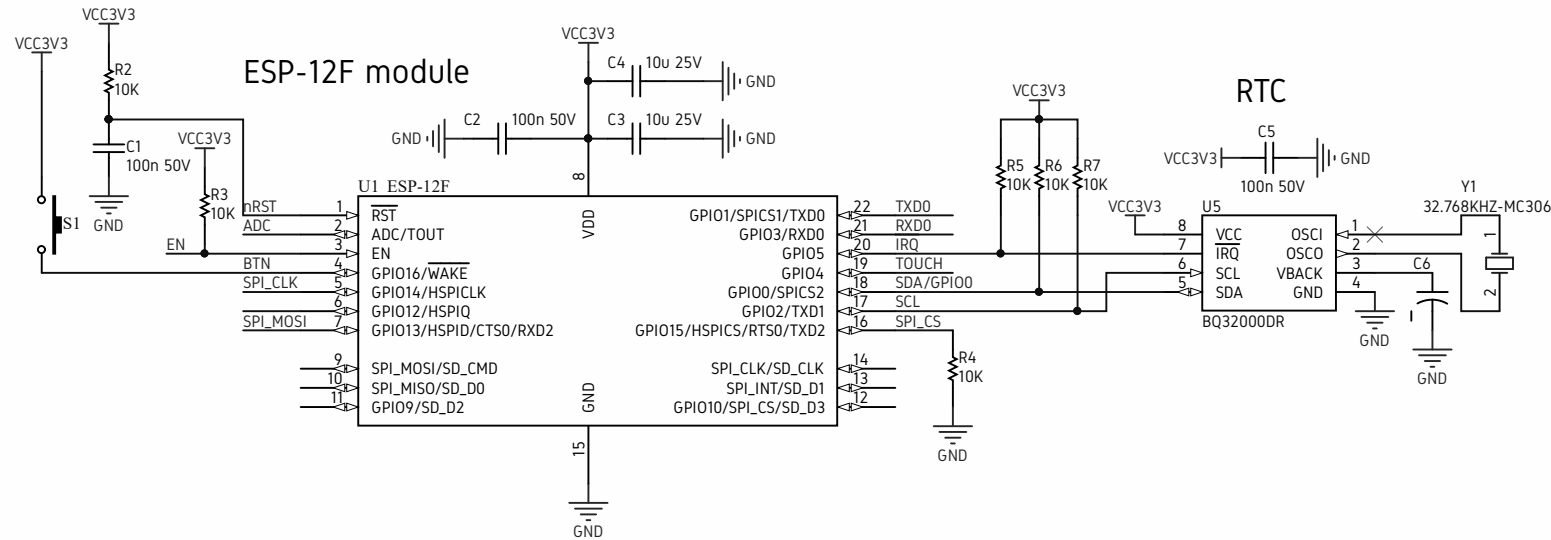 VCC3V3
VCC3V3
R2
10K
ESP-12F module
VCC3V3
C4 10u 25V
GND
C2 100n 50V
GND
C3 10u 25V
GND
C1
100n 50V
GND
VCC3V3
R3
10K
S1
U1 ESP-12F
8
VDD
nRST 1 RST
ADC 2 ADC/TOUT
EN 3 EN
BTN 4 GPIO16/WAKE
SPI_CLK 5 GPIO14/HSPICLK
6 GPIO12/HSPIQ
SPI_MOSI 7 GPIO13/HSPID/CTS0/RXD2
9 SPI_MOSI/SD_CMD
10 SPI_MISO/SD_D0
11 GPIO9/SD_D2
GPIO1/SPICS1/TXD0 22 TXD0
GPIO3/RXD0 21 RXD0
GPIO5 20 IRQ
GPIO4 19 TOUCH
GPIO0/SPICS2 18 SDA/GPIO0
GPIO2/TXD1 17 SCL
GPIO15/HSPICS/RTS0/TXD2 16 SPI_CS
SPI_CLK/SD_CLK 14
SPI_INT/SD_D1 13
GPIO10/SPI_CS/SD_D3 12
GND
15
GND
R4
10K
GND
VCC3V3
R5
10K
R6
10K
R7
10K
RTC
C5
VCC3V3
GND
100n 50V
VCC3V3
U5
8 VCC
7 IRQ
6 SCL
5 SDA
OSCI 1
OSCO 2
VBACK 3
GND 4
BQ32000DR
Y1
32.768KHZ-MC306
1
2
C6
GND
GND